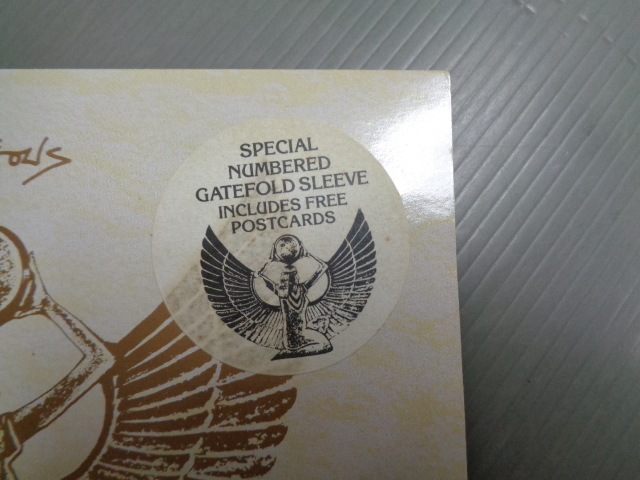 SPECIAL
NUMBERED
GATEFOLD SLEEVE
INCLUDES FREE
POSTCARDS